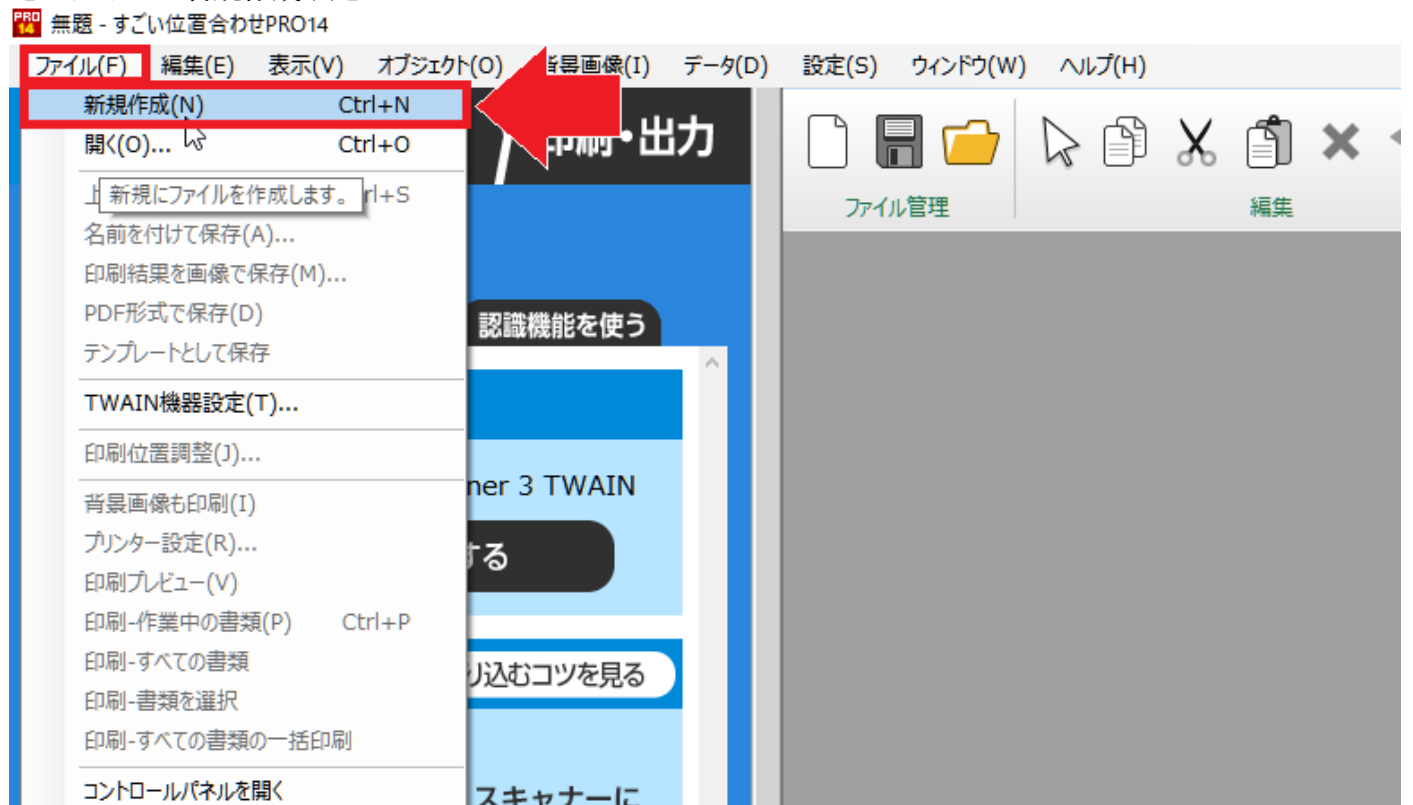 PRO
14
無題 - すごい位置合わせPRO14
ファイル(F) 編集(E) 表示(V) オブジェクト(O) 背景画像(I) データ(D) 設定(S) ウィンドウ(W) ヘルプ(H)
新規作成(N) Ctrl+N
開く(O)... Ctrl+O
新規にファイルを作成します。 rl+S
名前を付けて保存(A)...
印刷結果を画像で保存(M)...
PDF形式で保存(D)
テンプレートとして保存
TWAIN機器設定(T)...
印刷位置調整(J)...
背景画像も印刷(I)
プリンター設定(R)...
印刷プレビュー(V)
印刷-作業中の書類(P) Ctrl+P
印刷-すべての書類
印刷-書類を選択
印刷-すべての書類の一括印刷
コントロールパネルを開く
印刷・出力
認識機能を使う
ner 3 TWAIN
する
り込むコツを見る
スキャナーに
ファイル管理
編集